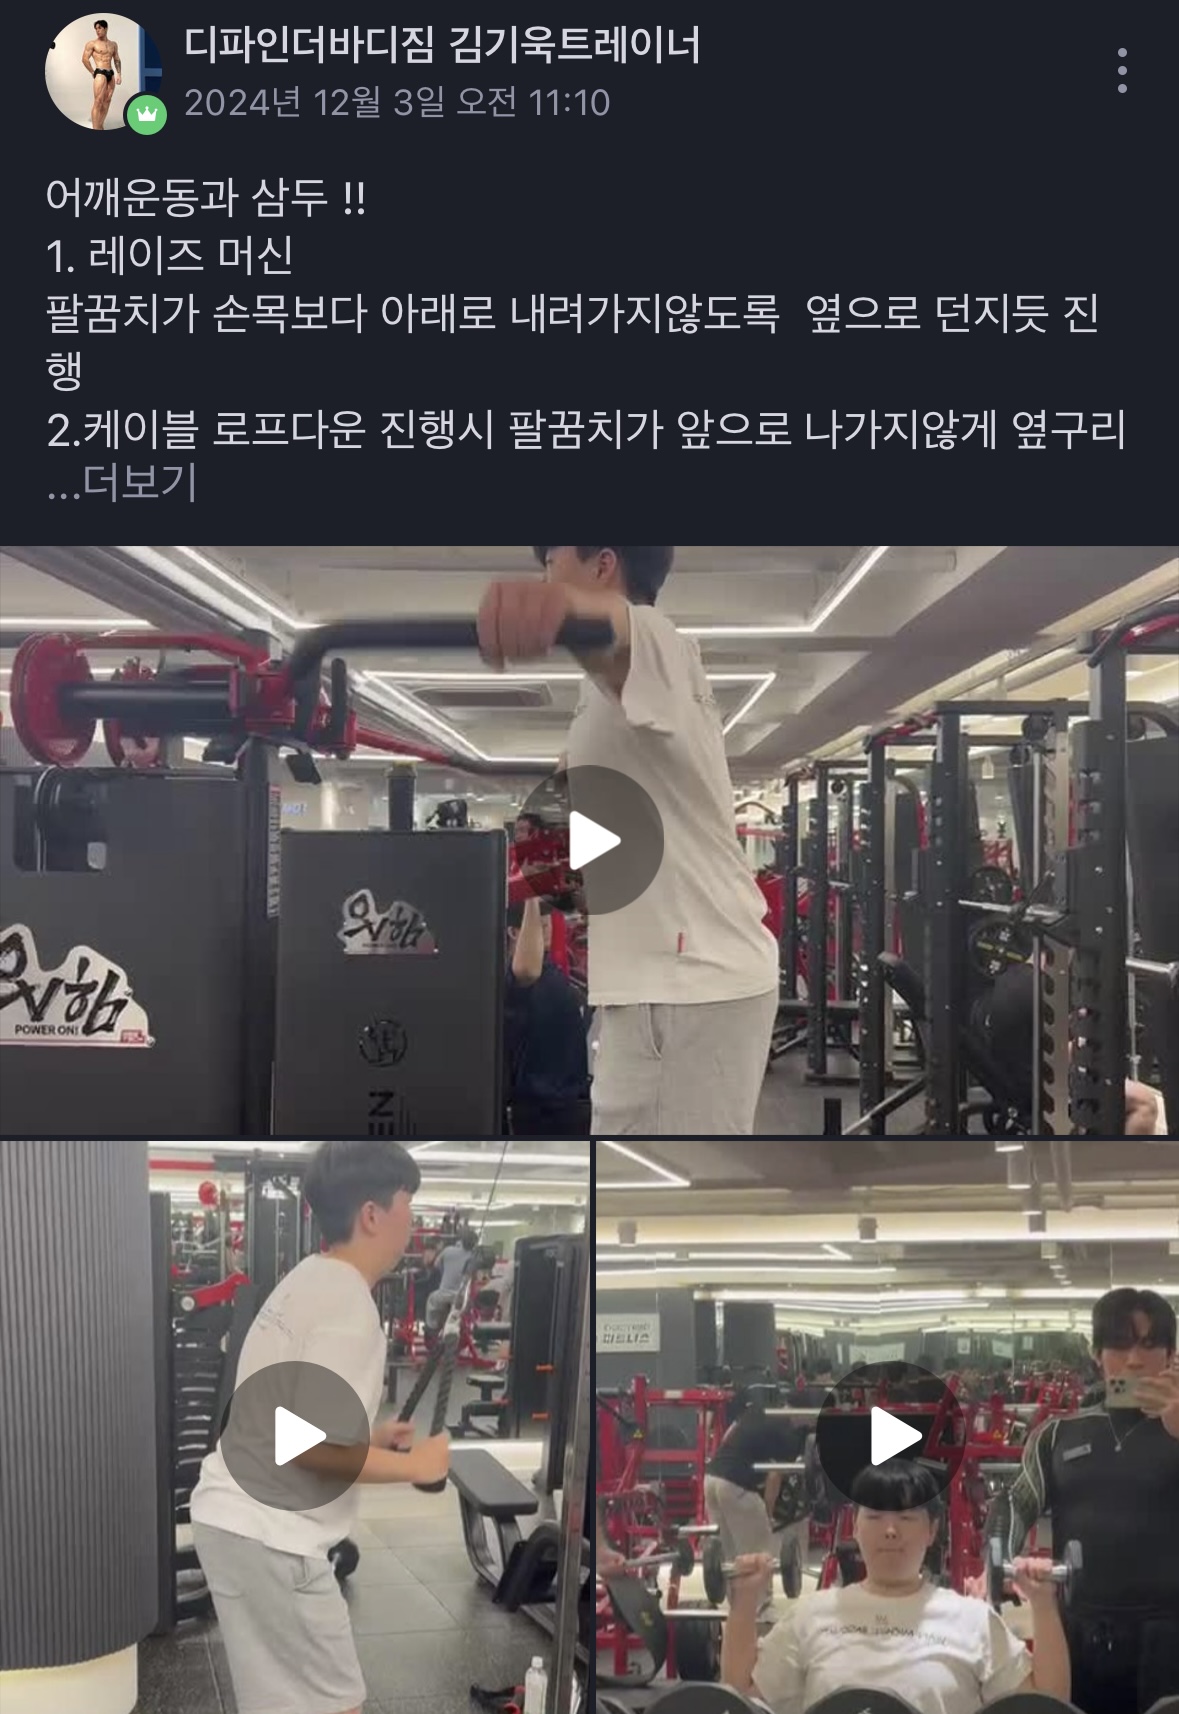 디파인더바디짐 김기욱트레이너
2024년 12월 3일 오전 11:10
어깨운동과 삼두 !!
1. 레이즈 머신
팔꿈치가 손목보다 아래로 내려가지않도록  옆으로 던지듯 진
행
2.케이블 로프다운 진행시 팔꿈치가 앞으로 나가지않게 옆구리
...더보기
POWER ON!
휘트니스